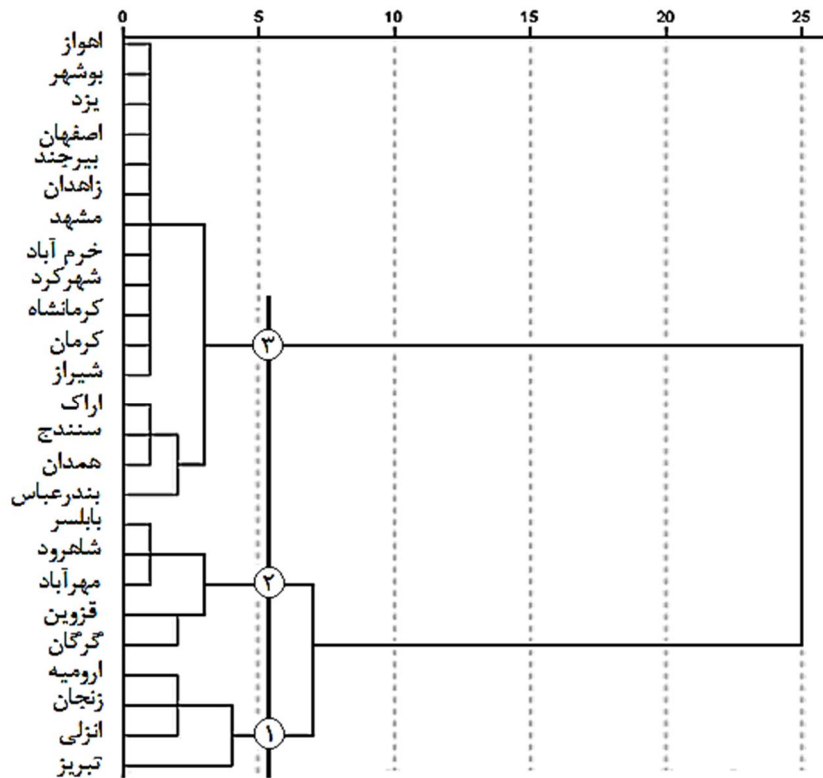 0 5 10 15 20 25
اهواز
بوشهر
یزد
اصفهان
بیرجند
زاهدان
مشهد
خرم آباد
شهرکرد
کرمانشاه
کرمان
۳
شیراز
اراک
سنندج
همدان
بندرعباس
بابلسر
شاهرود
مهرآباد
۲
قزوین
گرگان
ارومیه
زنجان
انزلی
۱
تبریز